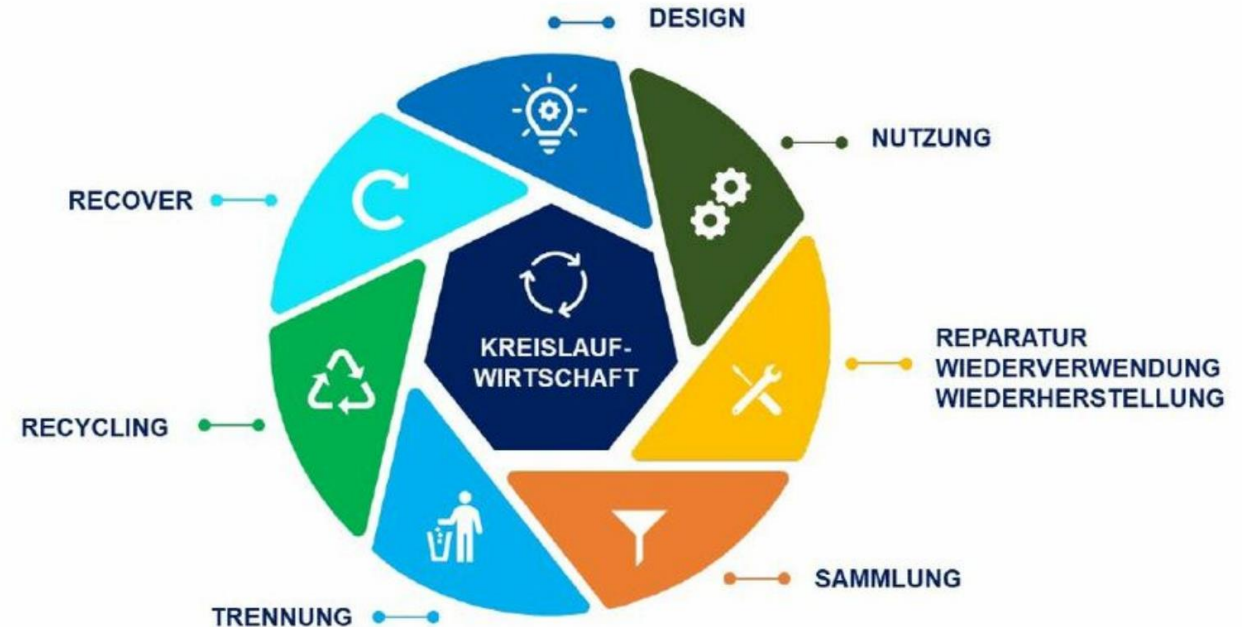 DESIGN
NUTZUNG
REPARATUR
WIEDERVERWENDUNG
WIEDERHERSTELLUNG
SAMMLUNG
TRENNUNG
RECYCLING
RECOVER
KREISLAUF-
WIRTSCHAFT